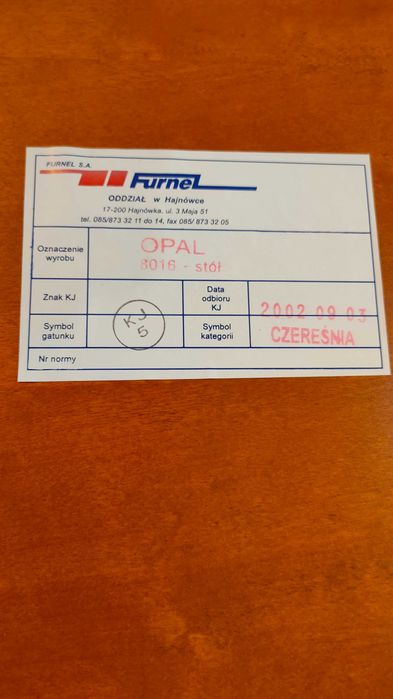 FURNEL S.A.
Furnel
ODDZIAŁ w Hajnówce
17-200 Hajnówka, ul. 3 Maja 51
tel. 085/873 32 11 do 14, fax 085/ 873 32 05
Oznaczenie wyrobu
OPAL
8016 - stół
Znak KJ
Data odbioru KJ
2002 09 03
Symbol gatunku
KJ
5
Symbol kategorii
CZEREŚNIA
Nr normy